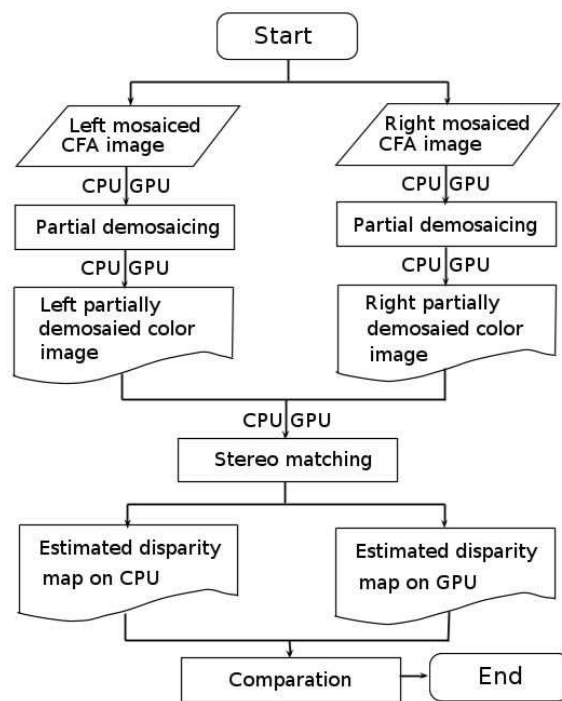 Start
Left mosaiced
CFA image
Right mosaiced
CFA image
CPU GPU
CPU GPU
Partial demosaicing
Partial demosaicing
CPU GPU
CPU GPU
Left partially
demosaied color
image
Right partially
demosaied color
image
CPU GPU
Stereo matching
Estimated disparity
map on CPU
Estimated disparity
map on GPU
Comparation
End